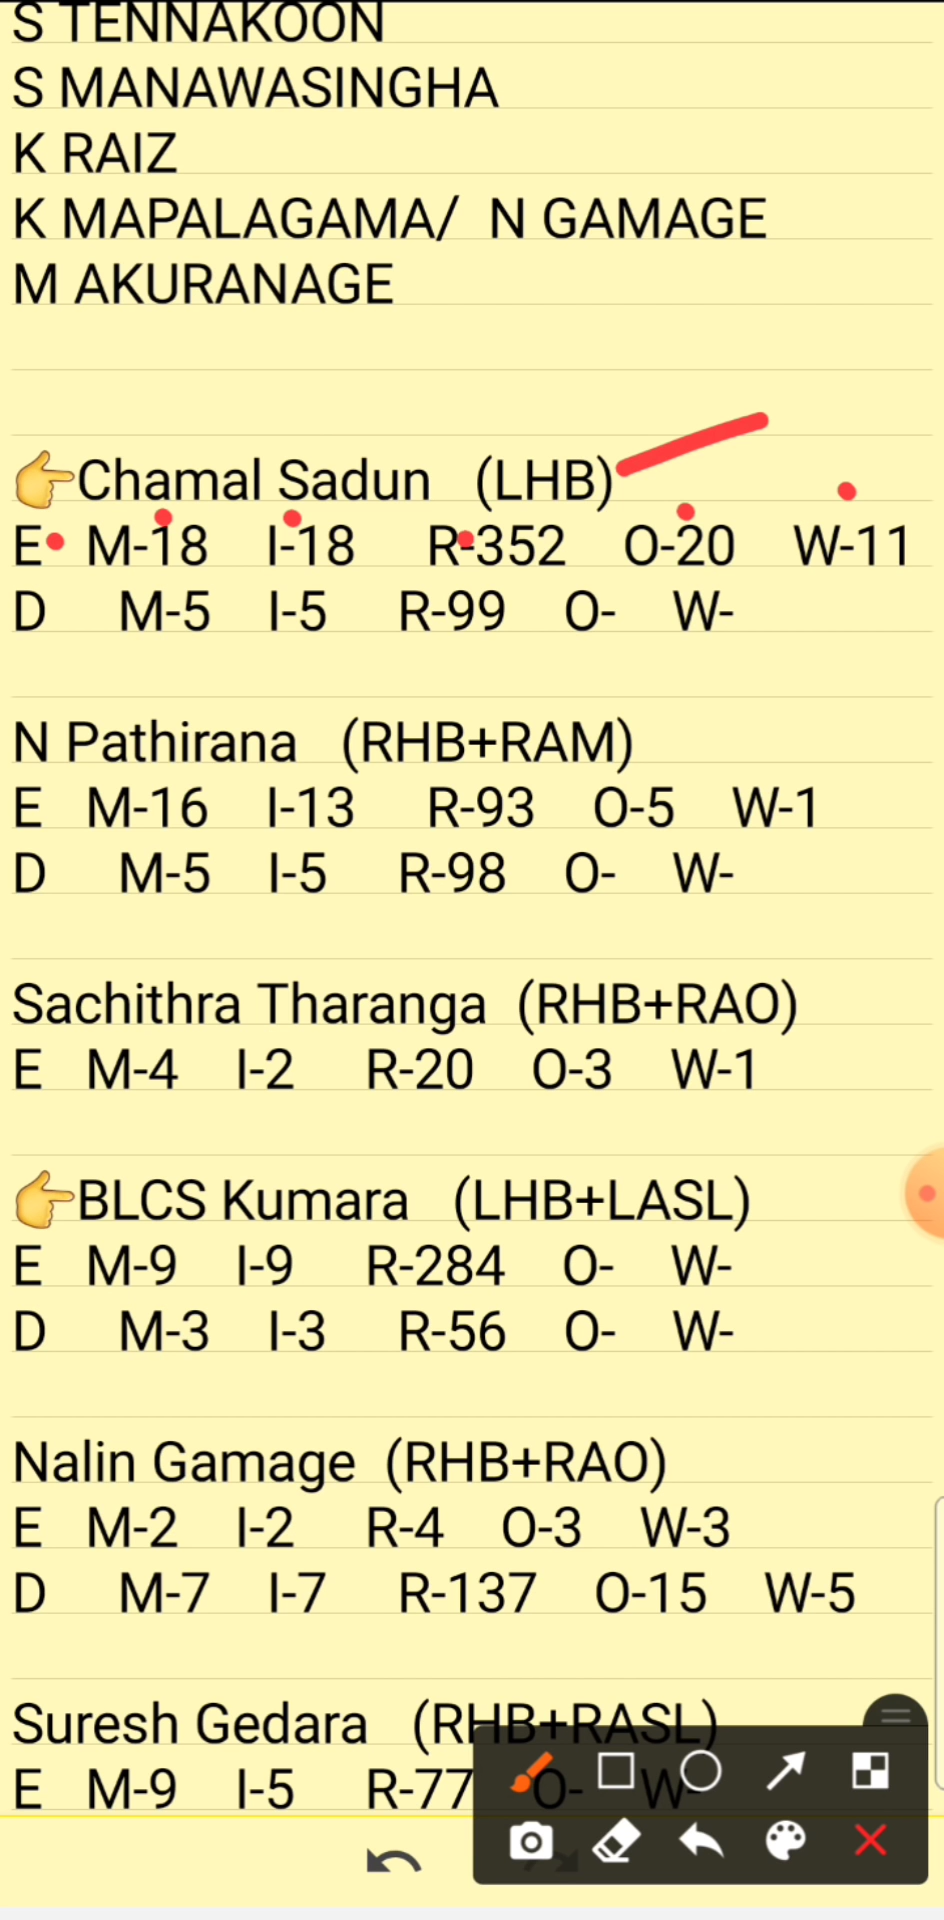 S TENNAKOON
S MANAWASINGHA
K RAIZ
K MAPALAGAMA/ N GAMAGE
M AKURANAGE
👉Chamal Sadun (LHB)
E M-18 I-18 R-352 O-20 W-11
D M-5 I-5 R-99 O- W-
N Pathirana (RHB+RAM)
E M-16 I-13 R-93 O-5 W-1
D M-5 I-5 R-98 O- W-
Sachithra Tharanga (RHB+RAO)
E M-4 I-2 R-20 O-3 W-1
👉BLCS Kumara (LHB+LASL)
E M-9 I-9 R-284 O- W-
D M-3 I-3 R-56 O- W-
Nalin Gamage (RHB+RAO)
E M-2 I-2 R-4 O-3 W-3
D M-7 I-7 R-137 O-15 W-5
Suresh Gedara (RHB+RASL)
E M-9 I-5 R-77 O- W-